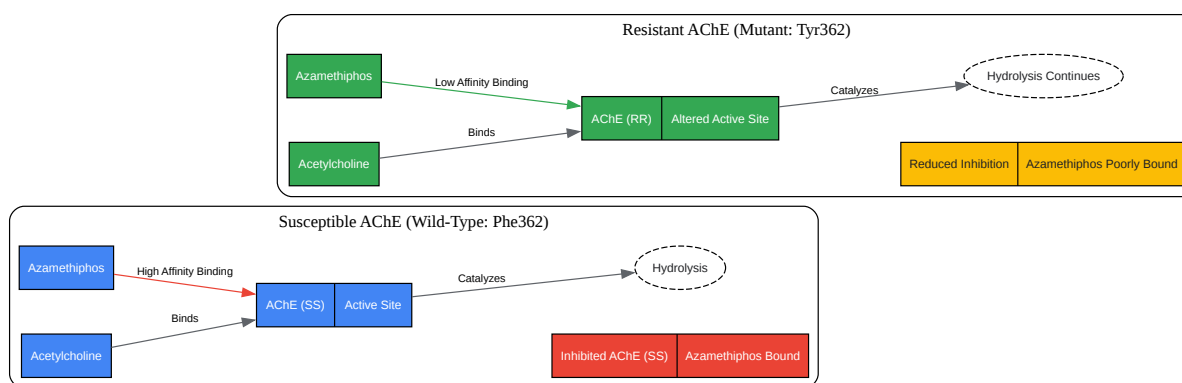 Resistant AChE (Mutant: Tyr362)
Azamethiphos
Low Affinity Binding
Acetylcholine
Binds
AChE (RR)
Altered Active Site
Catalyzes
Hydrolysis Continues
Reduced Inhibition
Azamethiphos Poorly Bound
Susceptible AChE (Wild-Type: Phe362)
Azamethiphos
High Affinity Binding
Acetylcholine
Binds
AChE (SS)
Active Site
Catalyzes
Hydrolysis
Inhibited AChE (SS)
Azamethiphos Bound